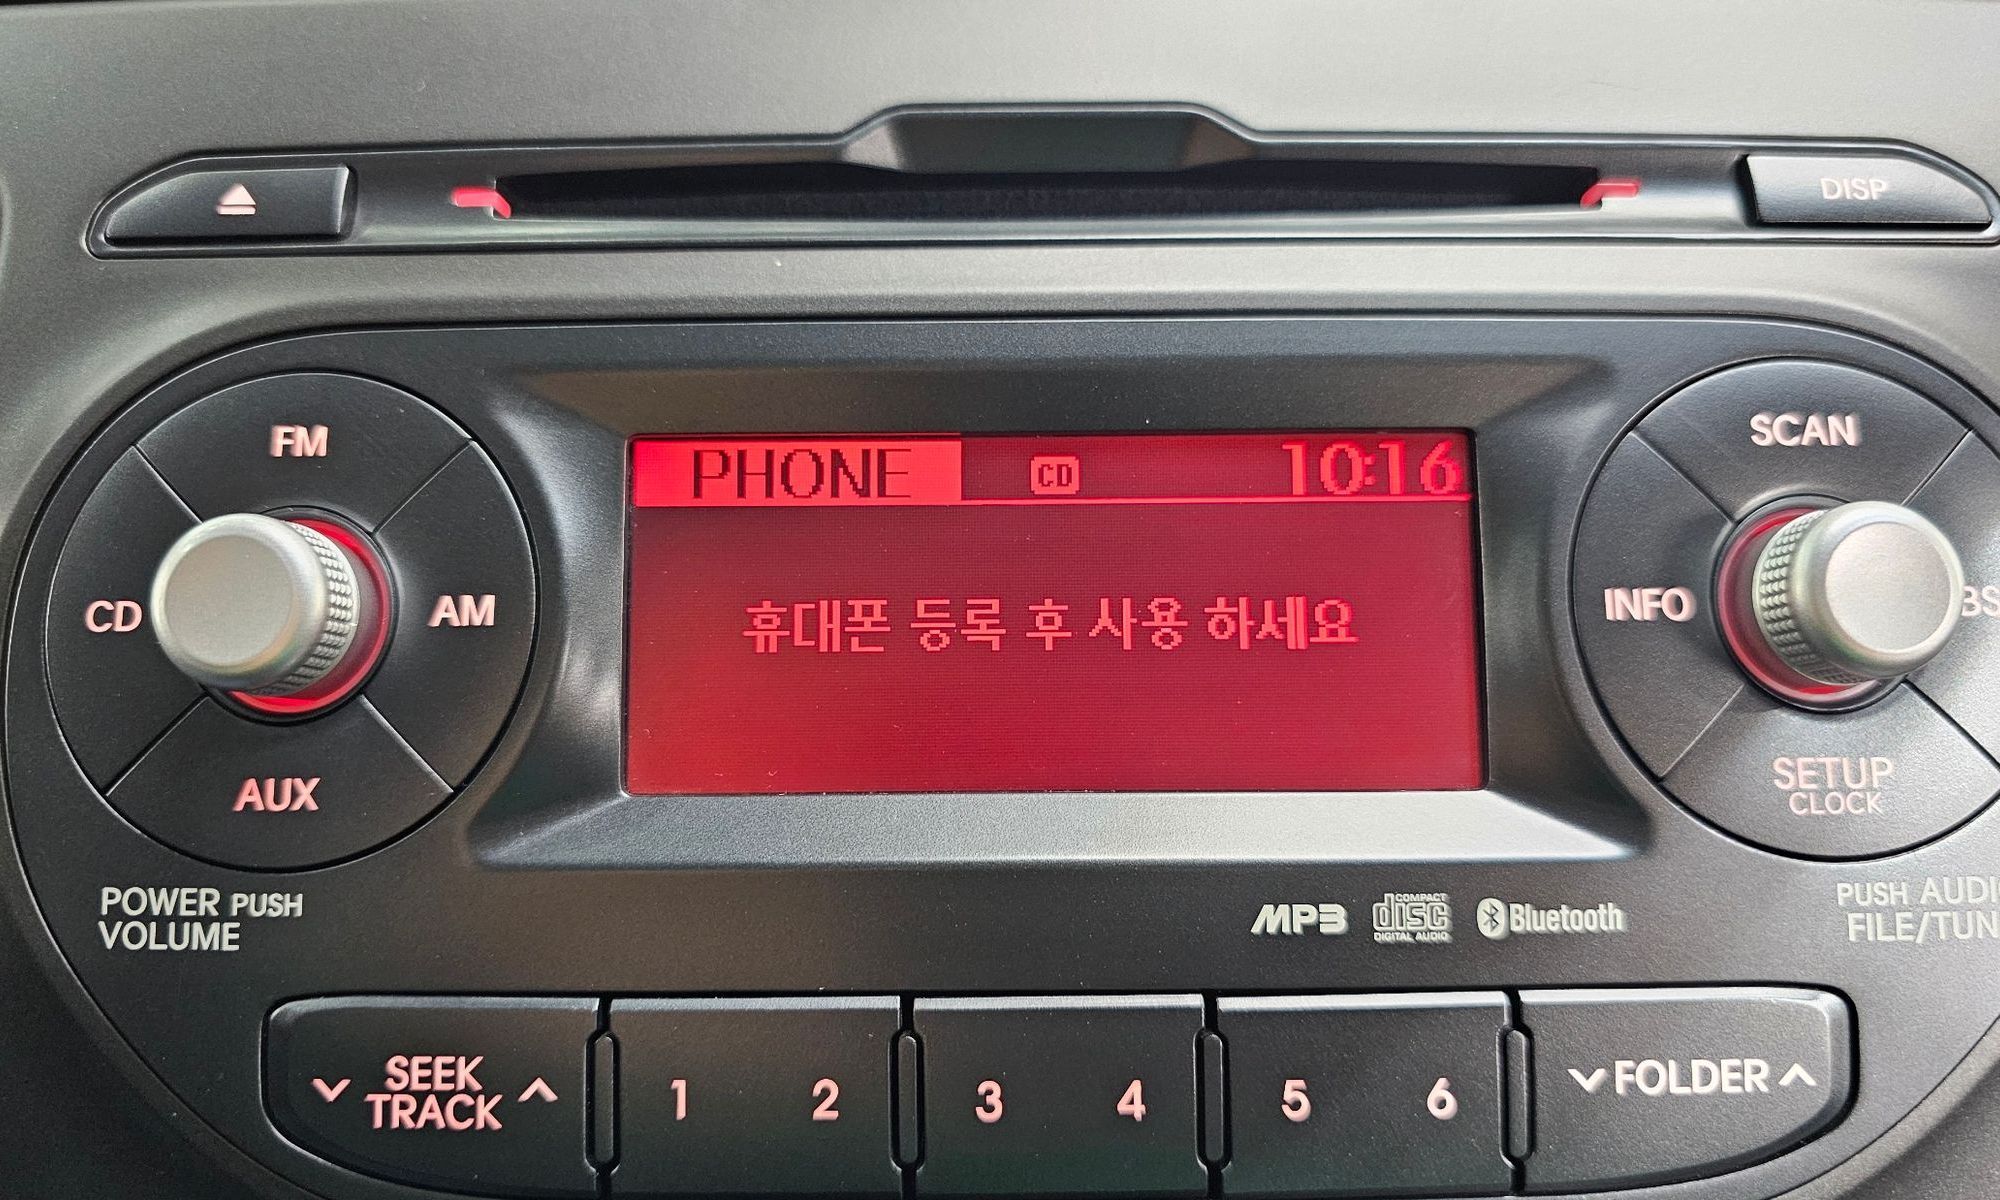 DISP
FM
CD
AM
AUX
POWER PUSH
VOLUME
PHONE CD 10:16
휴대폰 등록 후 사용 하세요
SCAN
INFO
SETUP
CLOCK
MP3 COMPACT disc DIGITAL AUDIO Bluetooth
PUSH
FILE/
SEEK
TRACK
1 2 3 4 5 6
FOLDER